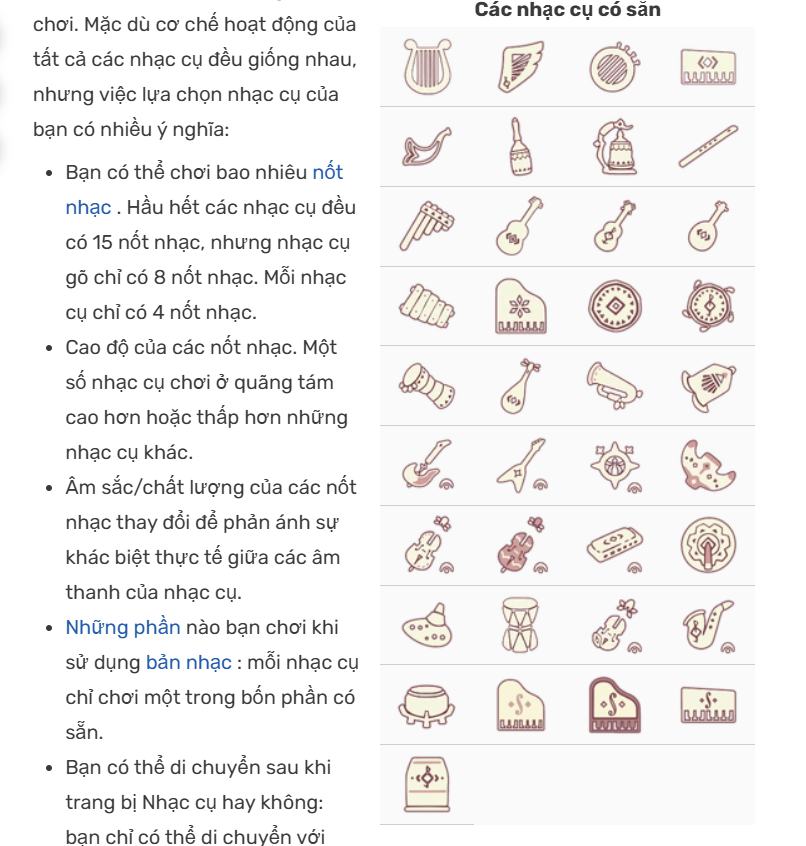 Các nhạc cụ có sẵn
chơi. Mặc dù cơ chế hoạt động của
tất cả các nhạc cụ đều giống nhau,
nhưng việc lựa chọn nhạc cụ của
bạn có nhiều ý nghĩa:
Bạn có thể chơi bao nhiêu nốt
nhạc . Hầu hết các nhạc cụ đều
có 15 nốt nhạc, nhưng nhạc cụ
gõ chỉ có 8 nốt nhạc. Mỗi nhạc
cụ chỉ có 4 nốt nhạc.
Cao độ của các nốt nhạc. Một
số nhạc cụ chơi ở quãng tám
cao hơn hoặc thấp hơn những
nhạc cụ khác.
Âm sắc/chất lượng của các nốt
nhạc thay đổi để phản ánh sự
khác biệt thực tế giữa các âm
thanh của nhạc cụ.
Những phần nào bạn chơi khi
sử dụng bản nhạc : mỗi nhạc cụ
chỉ chơi một trong bốn phần có
sẵn.
Bạn có thể di chuyển sau khi
trang bị Nhạc cụ hay không:
bạn chỉ có thể di chuyển với